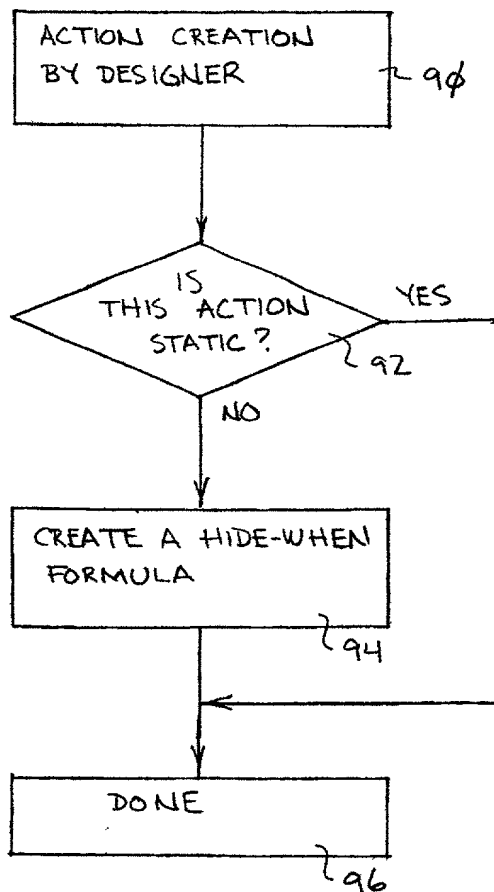 ACTION CREATION
BY DESIGNER
90
IS
THIS ACTION
STATIC?
YES
92
NO
CREATE A HIDE-WHEN
FORMULA
94
DONE
96